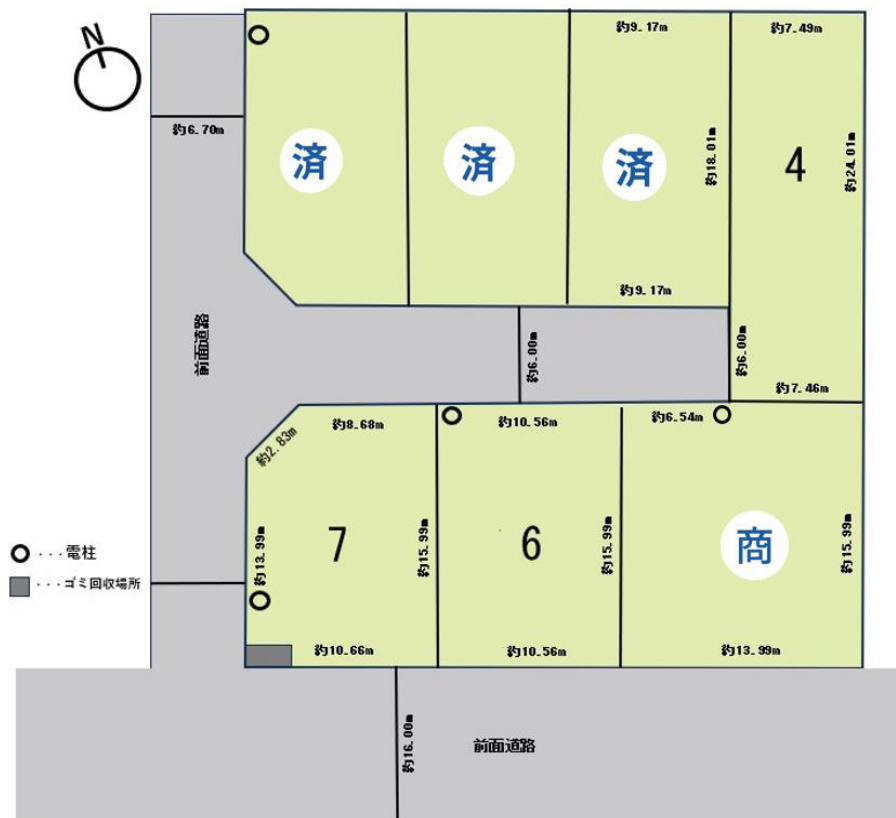 N
約9.17m
約7.49m
約6.70m
済
済
済
約18.01m
4
約24.01m
約9.17m
前面道路
約6.00m
約6.00m
約7.46m
約8.68m
約10.56m
約6.54m
約2.83m
7
6
商
約13.99m
約15.99m
約15.99m
約15.99m
・・・電柱
・・・ゴミ回収場所
約10.66m
約10.56m
約13.99m
約16.00m
前面道路